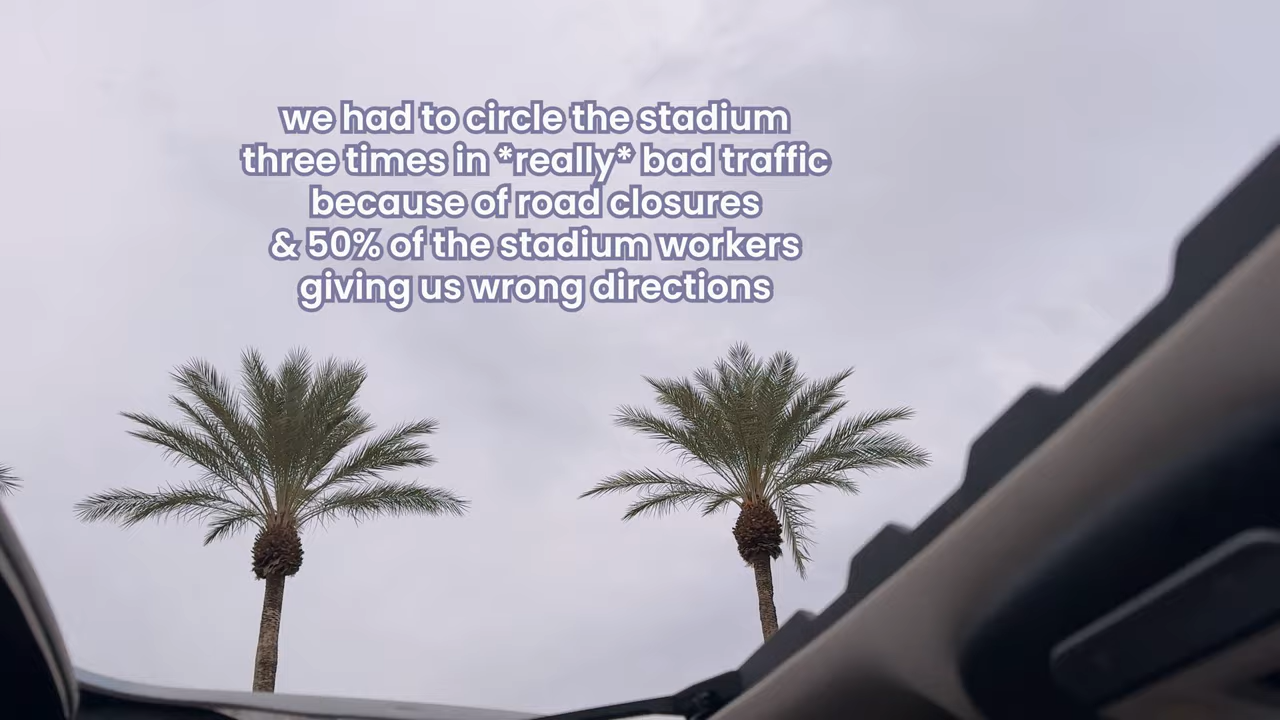 we had to circle the stadium
three times in *really* bad traffic
because of road closures
& 50% of the stadium workers
giving us wrong directions